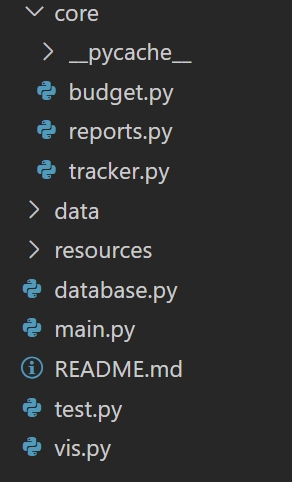 core
__pycache__
budget.py
reports.py
tracker.py
data
resources
database.py
main.py
README.md
test.py
vis.py